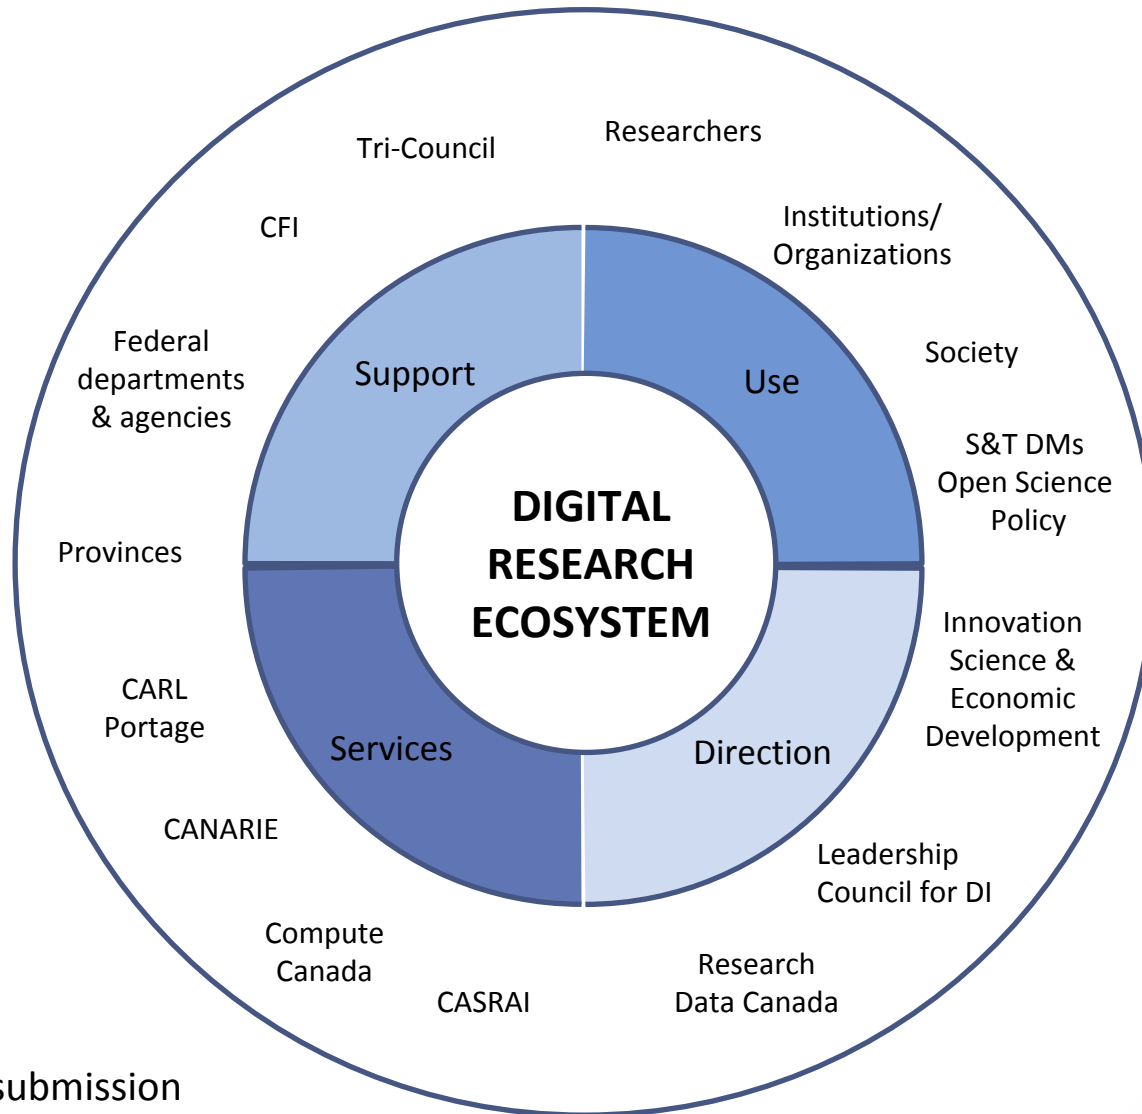 Researchers
Tri-Council
Institutions/
Organizations
CFI
Federal
departments
& agencies
Society
Support
Use
S&T DMs
Open Science
Policy
DIGITAL
RESEARCH
ECOSYSTEM
Provinces
Innovation
Science &
Economic
Development
CARL
Portage
Services
Direction
CANARIE
Leadership
Council for DI
Compute
Canada
CASRAI
Research
Data Canada
submission